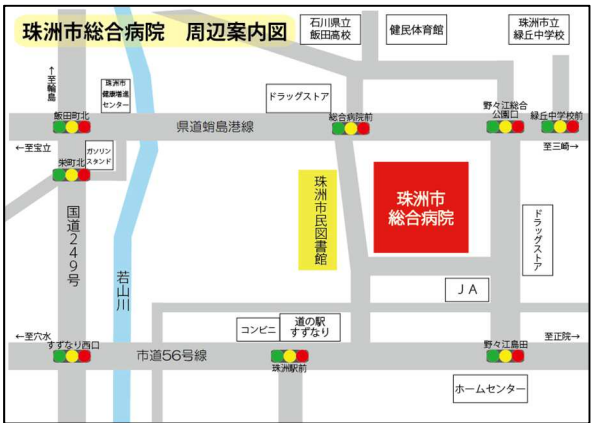 珠洲市総合病院　周辺案内図
石川県立
飯田高校
健民体育館
珠洲市立
緑丘中学校
←至輪島
珠洲市
健康増進
センター
ドラッグストア
飯田町北
県道蛸島港線
総合病院前
野々江総合
公園口
緑丘中学校前
←至宝立
栄町北
ガソリン
スタンド
至三崎→
珠洲市民図書館
珠洲市
総合病院
ドラッグストア
国道249号
若山川
JA
コンビニ
道の駅
すずなり
←至穴水
すずなり西口
市道56号線
珠洲駅前
野々江島田
至正院→
ホームセンター